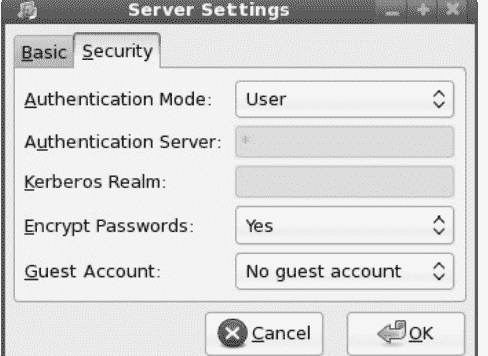 Server Settings
Basic Security
Authentication Mode: User
Authentication Server: *
Kerberos Realm:
Encrypt Passwords: Yes
Guest Account: No guest account
Cancel OK